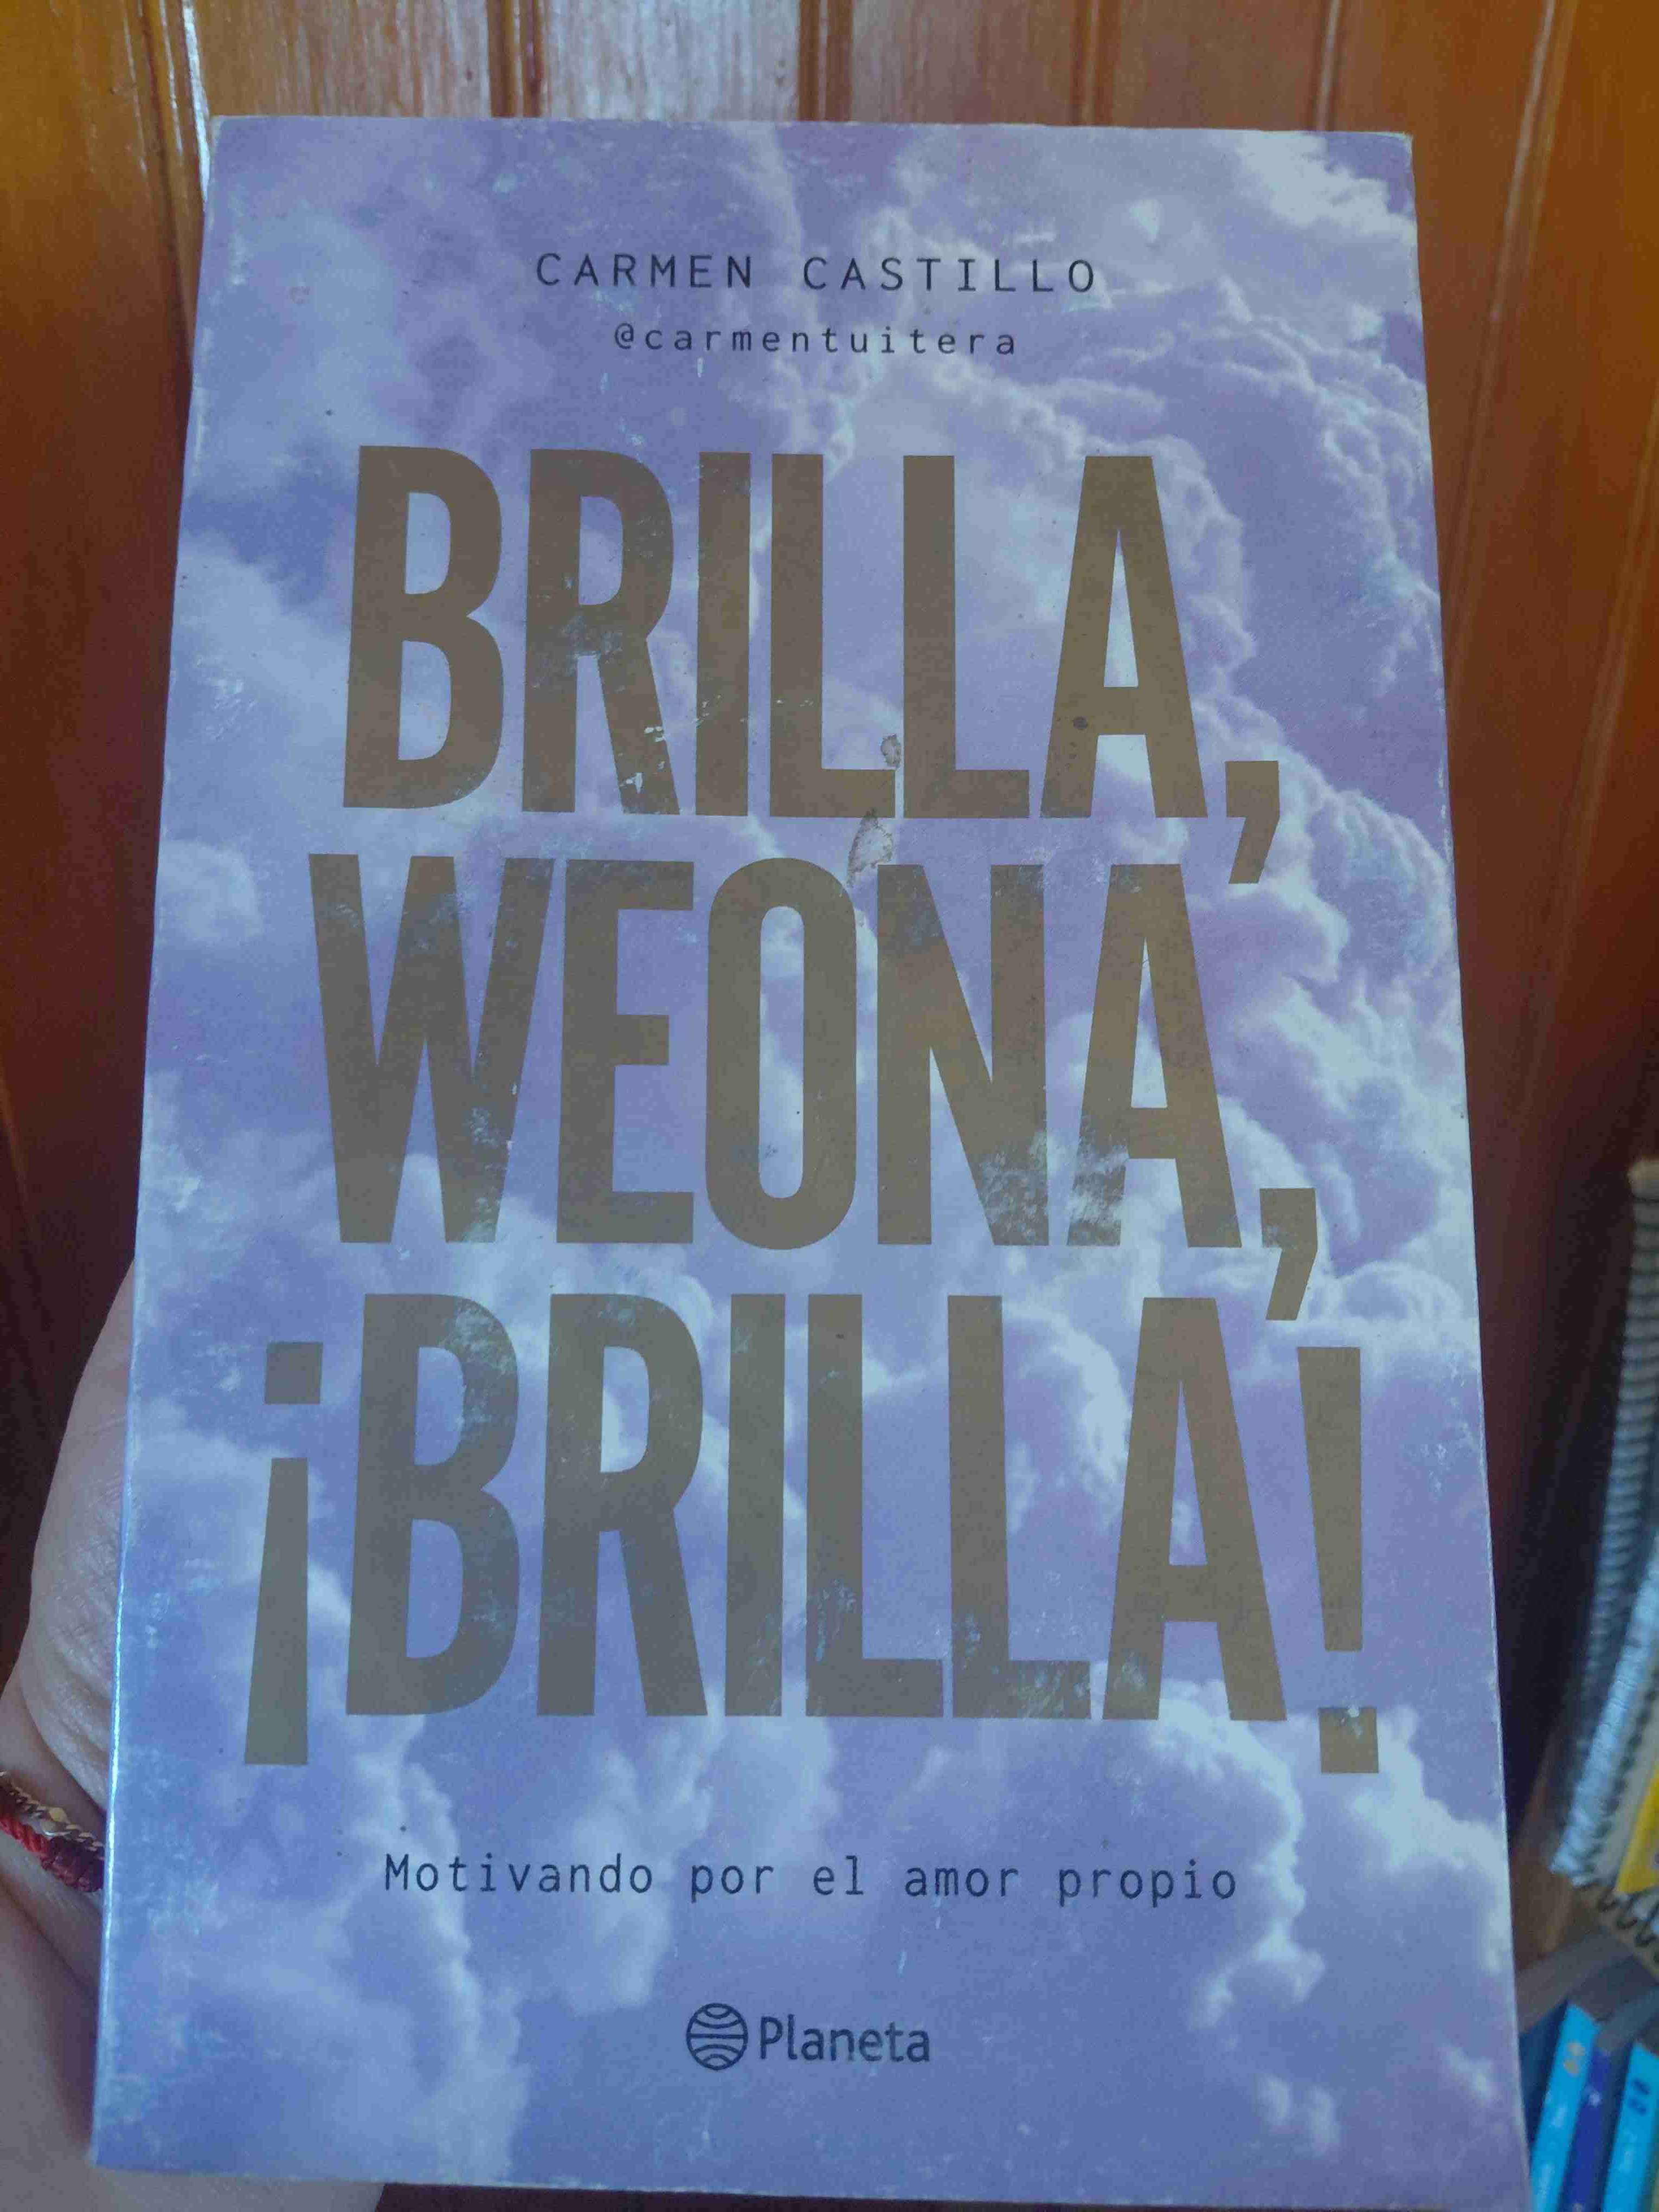 CARMEN CASTILLO
@carmentuitera
BRILLA,
WEONA,
¡BRILLA!
Motivando por el amor propio
Planeta